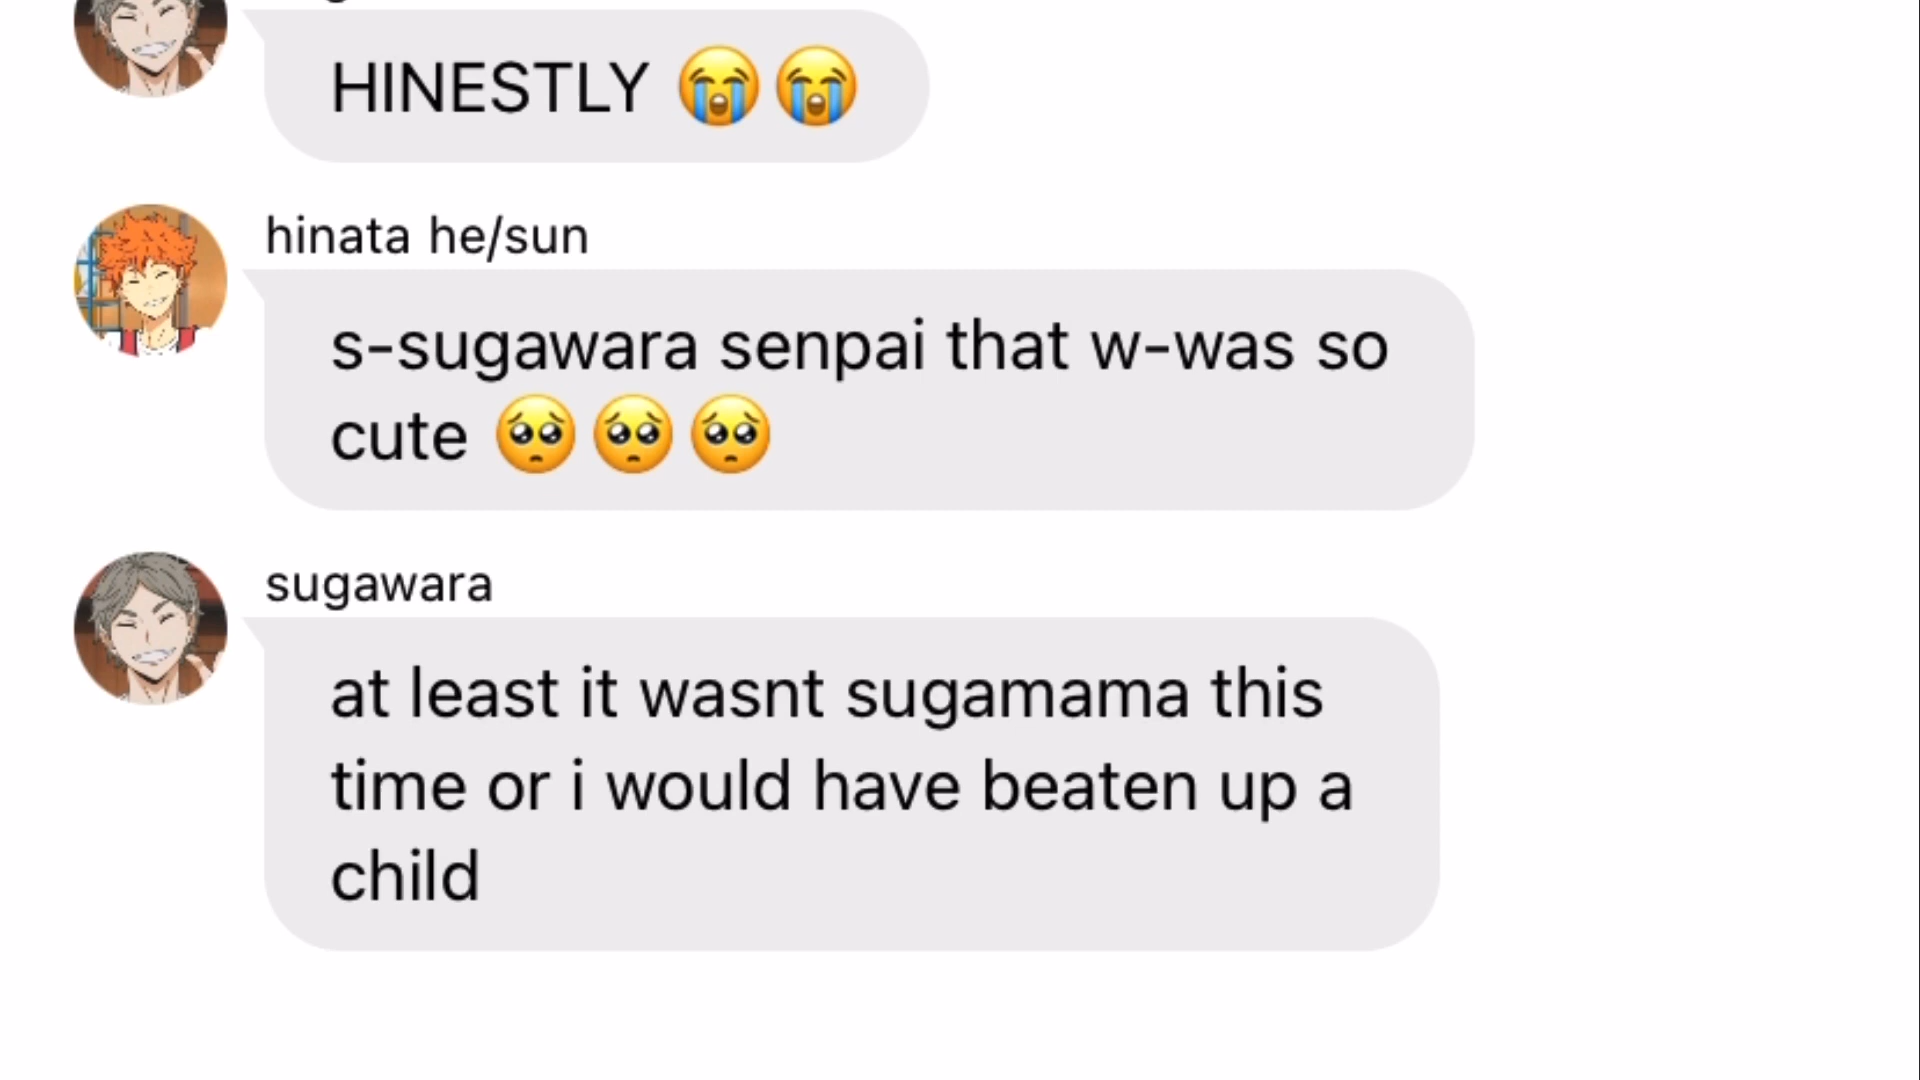 HINESTLY 😭😭
hinata he/sun
s-sugawara senpai that w-was so
cute 🥺🥺🥺
sugawara
at least it wasnt sugamama this
time or i would have beaten up a
child